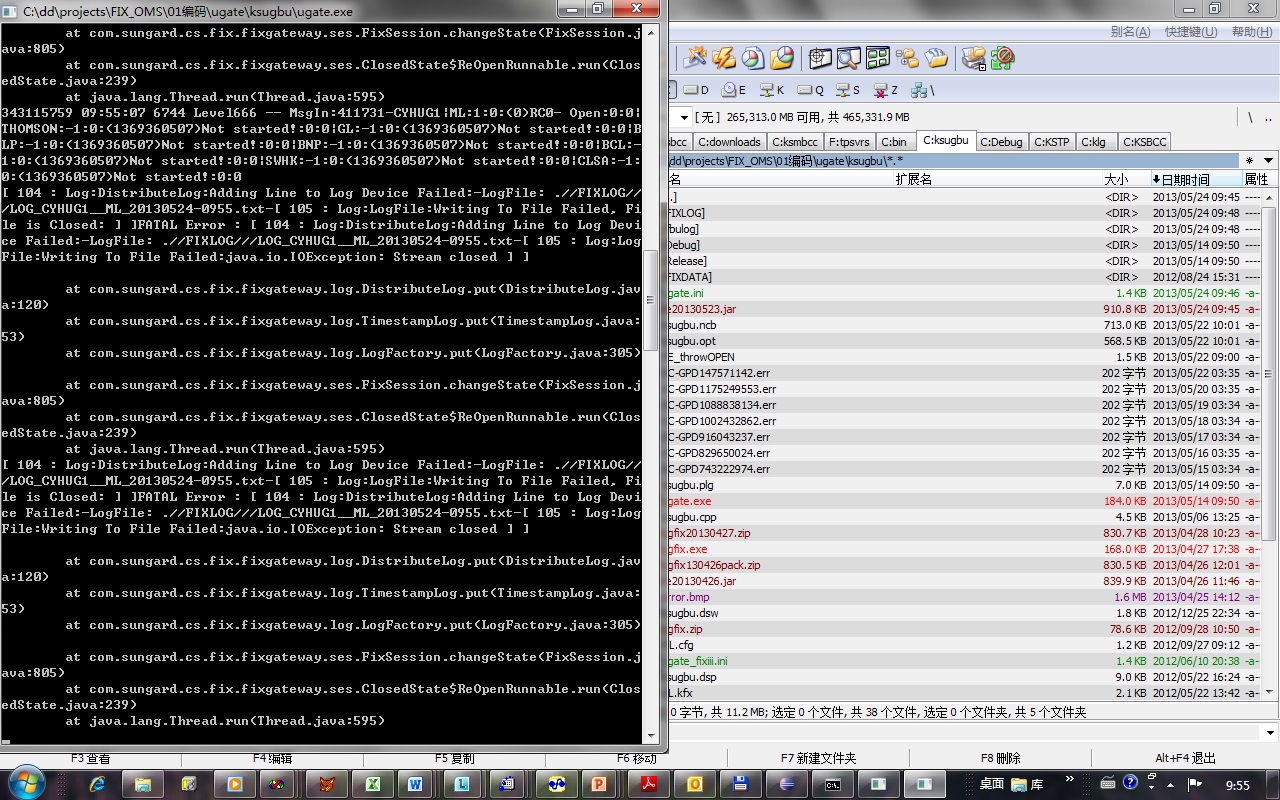 C:\dd\projects\FIX_OMS\01编码\ugate\ksugbu\ugate.exe
at com.sungard.cs.fix.fixgateway.ses.FixSession.changeState(FixSession.j
ava:805)
at com.sungard.cs.fix.fixgateway.ses.ClosedState$ReOpenRunnable.run(Clos
edState.java:239)
at java.lang.Thread.run(Thread.java:595)
343115759 09:55:07 6744 Level666 -- MsgIn:411731-CYHUG1|ML:1:0:(0)RC0- Open:0:0|
THOMSON:-1:0:(1369360507)Not started!:0:0|GL:-1:0:(1369360507)Not started!:0:0|B
LP:-1:0:(1369360507)Not started!:0:0|BNP:-1:0:(1369360507)Not started!:0:0|BCL:-
1:0:(1369360507)Not started!:0:0|SWHK:-1:0:(1369360507)Not started!:0:0|CLSA:-1:
0:(1369360507)Not started!:0:0
[ 104 : Log:DistributeLog:Adding Line to Log Device Failed:-LogFile: .//FIXLOG//
/LOG_CYHUG1__ML_20130524-0955.txt-[ 105 : Log:LogFile:Writing To File Failed, Fi
le is Closed: ] ]FATAL Error : [ 104 : Log:DistributeLog:Adding Line to Log Devi
ce Failed:-LogFile: .//FIXLOG///LOG_CYHUG1__ML_20130524-0955.txt-[ 105 : Log:Log
File:Writing To File Failed:java.io.IOException: Stream closed ] ]
at com.sungard.cs.fix.fixgateway.log.DistributeLog.put(DistributeLog.jav
a:120)
at com.sungard.cs.fix.fixgateway.log.TimestampLog.put(TimestampLog.java:
53)
at com.sungard.cs.fix.fixgateway.log.LogFactory.put(LogFactory.java:305)
at com.sungard.cs.fix.fixgateway.ses.FixSession.changeState(FixSession.j
ava:805)
at com.sungard.cs.fix.fixgateway.ses.ClosedState$ReOpenRunnable.run(Clos
edState.java:239)
at java.lang.Thread.run(Thread.java:595)
[ 104 : Log:DistributeLog:Adding Line to Log Device Failed:-LogFile: .//FIXLOG//
/LOG_CYHUG1__ML_20130524-0955.txt-[ 105 : Log:LogFile:Writing To File Failed, Fi
le is Closed: ] ]FATAL Error : [ 104 : Log:DistributeLog:Adding Line to Log Devi
ce Failed:-LogFile: .//FIXLOG///LOG_CYHUG1__ML_20130524-0955.txt-[ 105 : Log:Log
File:Writing To File Failed:java.io.IOException: Stream closed ] ]
at com.sungard.cs.fix.fixgateway.log.DistributeLog.put(DistributeLog.jav
a:120)
at com.sungard.cs.fix.fixgateway.log.TimestampLog.put(TimestampLog.java:
53)
at com.sungard.cs.fix.fixgateway.log.LogFactory.put(LogFactory.java:305)
at com.sungard.cs.fix.fixgateway.ses.FixSession.changeState(FixSession.j
ava:805)
at com.sungard.cs.fix.fixgateway.ses.ClosedState$ReOpenRunnable.run(Clos
edState.java:239)
at java.lang.Thread.run(Thread.java:595)
别名(A) 快捷键(U) 帮助(H)
D E K Q S Z \
[无] 265,313.0 MB 可用, 共 465,331.9 MB \ ..
sbcc C:downloads C:ksmbcc F:tpsvrs C:bin C:ksugbu C:Debug C:KSTP C:klg C:KSBCC
\dd\projects\FIX_OMS\01编码\ugate\ksugbu\*.* *
名 扩展名 大小 日期时间 属性
.] <DIR> 2013/05/24 09:45 ----
FIXLOG] <DIR> 2013/05/24 09:48 ----
bulog] <DIR> 2013/05/24 09:48 ----
Debug] <DIR> 2013/05/14 09:50 ----
Release] <DIR> 2013/05/14 09:50 ----
FIXDATA] <DIR> 2012/08/24 15:31 ----
gate.ini 1.4 KB 2013/05/24 09:46 -a-
e20130523.jar 910.8 KB 2013/05/24 09:45 -a-
sugbu.ncb 713.0 KB 2013/05/22 10:01 -a-
sugbu.opt 568.5 KB 2013/05/22 10:01 -a-
E_throwOPEN 1.5 KB 2013/05/22 09:00 -a-
C-GPD147571142.err 202 字节 2013/05/22 03:35 -a-
C-GPD1175249553.err 202 字节 2013/05/20 03:35 -a-
C-GPD1088838134.err 202 字节 2013/05/19 03:34 -a-
C-GPD1002432862.err 202 字节 2013/05/18 03:34 -a-
C-GPD916043237.err 202 字节 2013/05/17 03:34 -a-
C-GPD829650024.err 202 字节 2013/05/16 03:35 -a-
C-GPD743222974.err 202 字节 2013/05/15 03:34 -a-
sugbu.plg 7.0 KB 2013/05/14 09:50 -a-
gate.exe 184.0 KB 2013/05/14 09:50 -a-
sugbu.cpp 4.5 KB 2013/05/06 13:25 -a-
gfix20130427.zip 830.7 KB 2013/04/28 10:23 -a-
gfix.exe 168.0 KB 2013/04/27 17:38 -a-
gfix130426pack.zip 830.5 KB 2013/04/26 12:01 -a-
e20130426.jar 839.9 KB 2013/04/26 11:46 -a-
rror.bmp 1.6 MB 2013/04/25 14:12 -a-
sugbu.dsw 1.8 KB 2012/12/25 22:34 -a-
gfix.zip 78.6 KB 2012/09/28 10:50 -a-
L.cfg 1.2 KB 2012/09/27 09:12 -a-
gate_fixiii.ini 1.4 KB 2012/06/10 20:38 -a-
sugbu.dsp 9.0 KB 2012/05/22 16:24 -a-
L.kfx 2.1 KB 2012/05/22 13:42 -a-
0 字节, 共 11.2 MB; 选定 0 个文件, 共 38 个文件, 选定 0 个文件夹, 共 5 个文件夹
F3 查看 F4 编辑 F5 复制 F6 移动 F7 新建文件夹 F8 删除 Alt+F4 退出
桌面 库 » 9:55